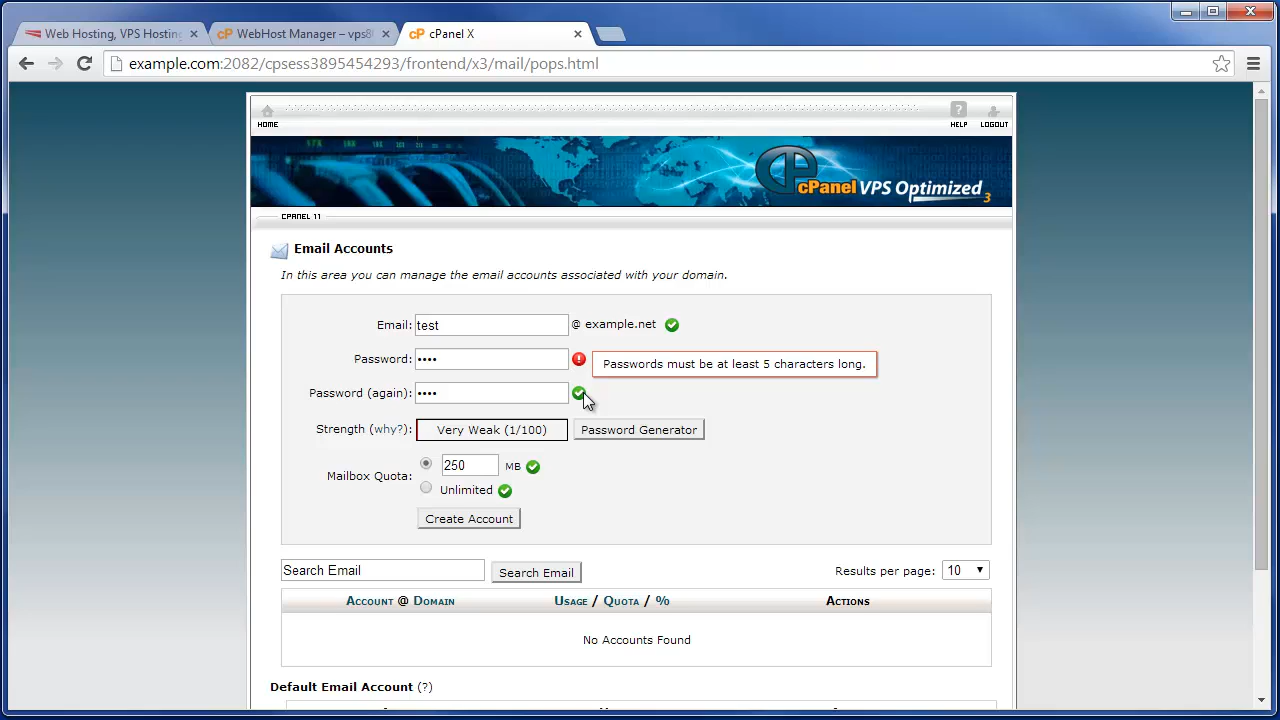 Web Hosting, VPS Hosting
WebHost Manager – vps8
cPanel X
example.com:2082/cpsess3895454293/frontend/x3/mail/pops.html
HOME
HELP
LOGOUT
cPanel VPS Optimized 3
CPANEL 11
Email Accounts
In this area you can manage the email accounts associated with your domain.
Email: test @ example.net
Password: •••• Passwords must be at least 5 characters long.
Password (again): ••••
Strength (why?): Very Weak (1/100) Password Generator
Mailbox Quota: 250 MB
Unlimited
Create Account
Search Email Search Email Results per page: 10
Account @ Domain Usage / Quota / % Actions
No Accounts Found
Default Email Account (?)